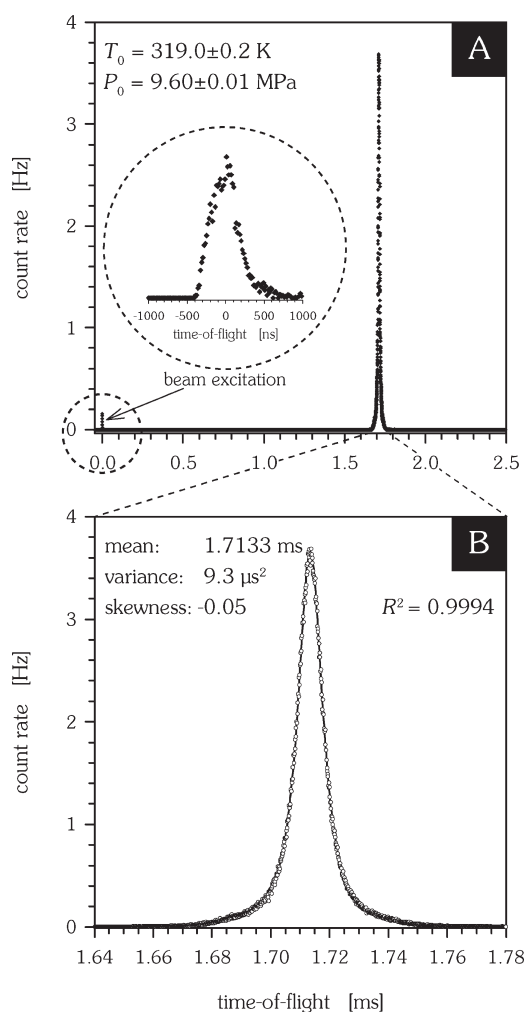 A
T0 = 319.0±0.2 K
P0 = 9.60±0.01 MPa
count rate [Hz]
4
3
2
1
0
-1000 -500 0 500 1000
time-of-flight [ns]
beam excitation
0.0 0.5 1.0 1.5 2.0 2.5
B
mean: 1.7133 ms
variance: 9.3 μs²
skewness: -0.05
R² = 0.9994
count rate [Hz]
4
3
2
1
0
1.64 1.66 1.68 1.70 1.72 1.74 1.76 1.78
time-of-flight [ms]